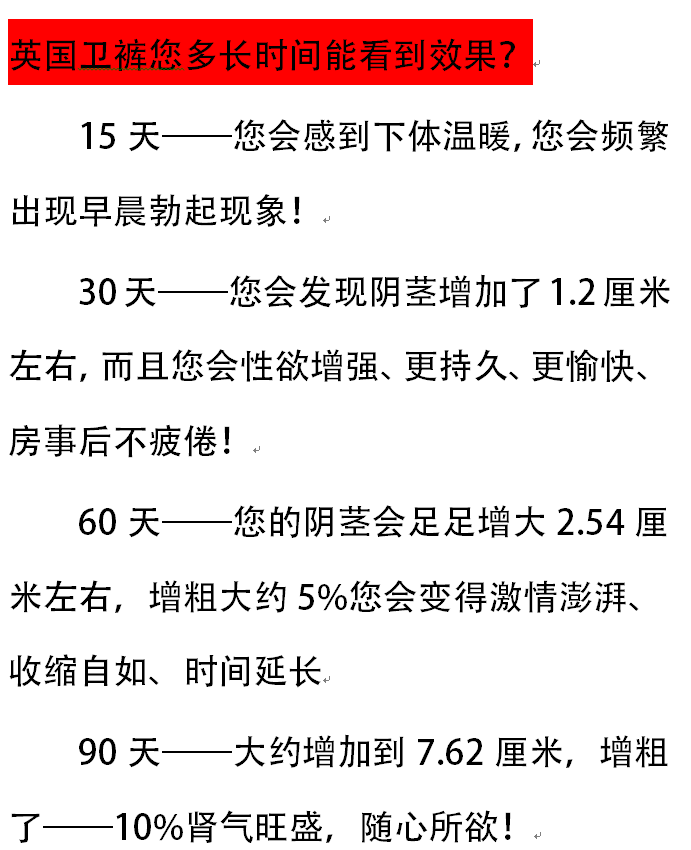 英国卫裤您多长时间能看到效果?
15 天——您会感到下体温暖,您会频繁
出现早晨勃起现象！
30 天——您会发现阴茎增加了 1.2 厘米
左右,而且您会性欲增强、更持久、更愉快、
房事后不疲倦！
60 天——您的阴茎会足足增大 2.54 厘
米左右，增粗大约 5%您会变得激情澎湃、
收缩自如、时间延长
90 天——大约增加到 7.62 厘米，增粗
了——10%肾气旺盛，随心所欲！